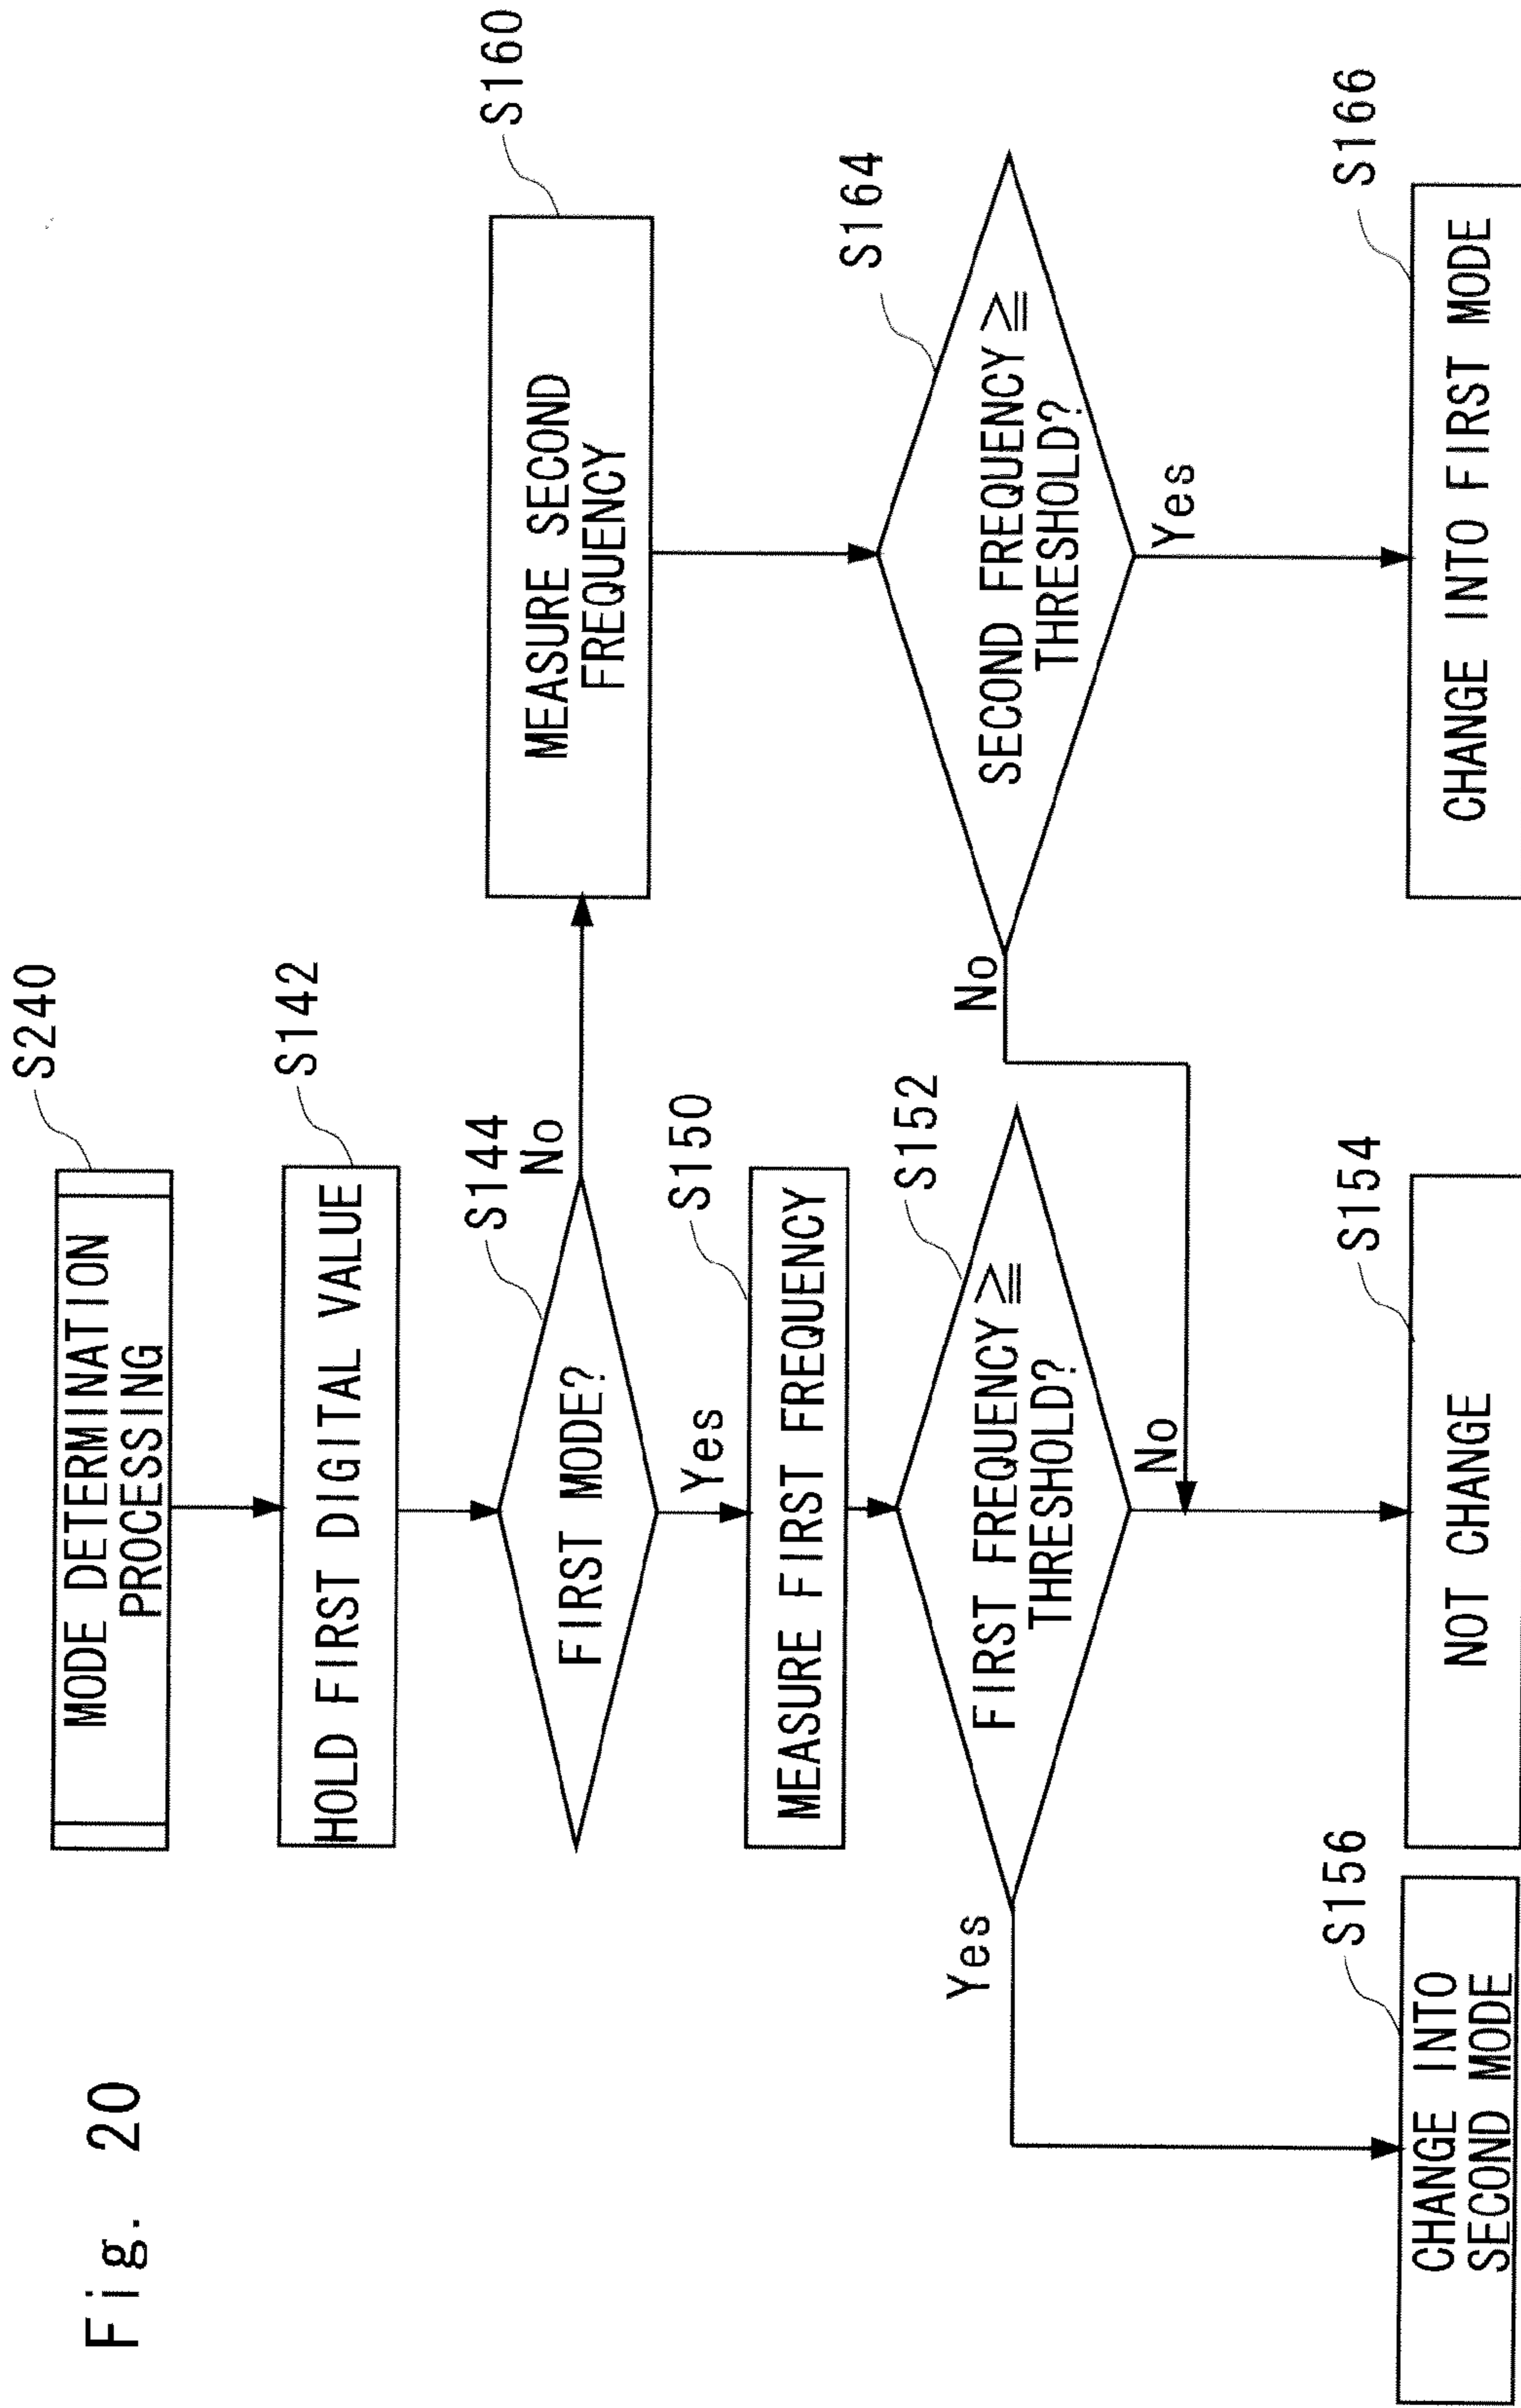 Fig. 20
S240
MODE DETERMINATION
PROCESSING
S142
HOLD FIRST DIGITAL VALUE
S144
FIRST MODE?
No
Yes
S160
MEASURE SECOND
FREQUENCY
S150
MEASURE FIRST FREQUENCY
S152
FIRST FREQUENCY ≧
THRESHOLD?
Yes
No
S164
SECOND FREQUENCY ≧
THRESHOLD?
No
Yes
S156
CHANGE INTO
SECOND MODE
S154
NOT CHANGE
S166
CHANGE INTO FIRST MODE